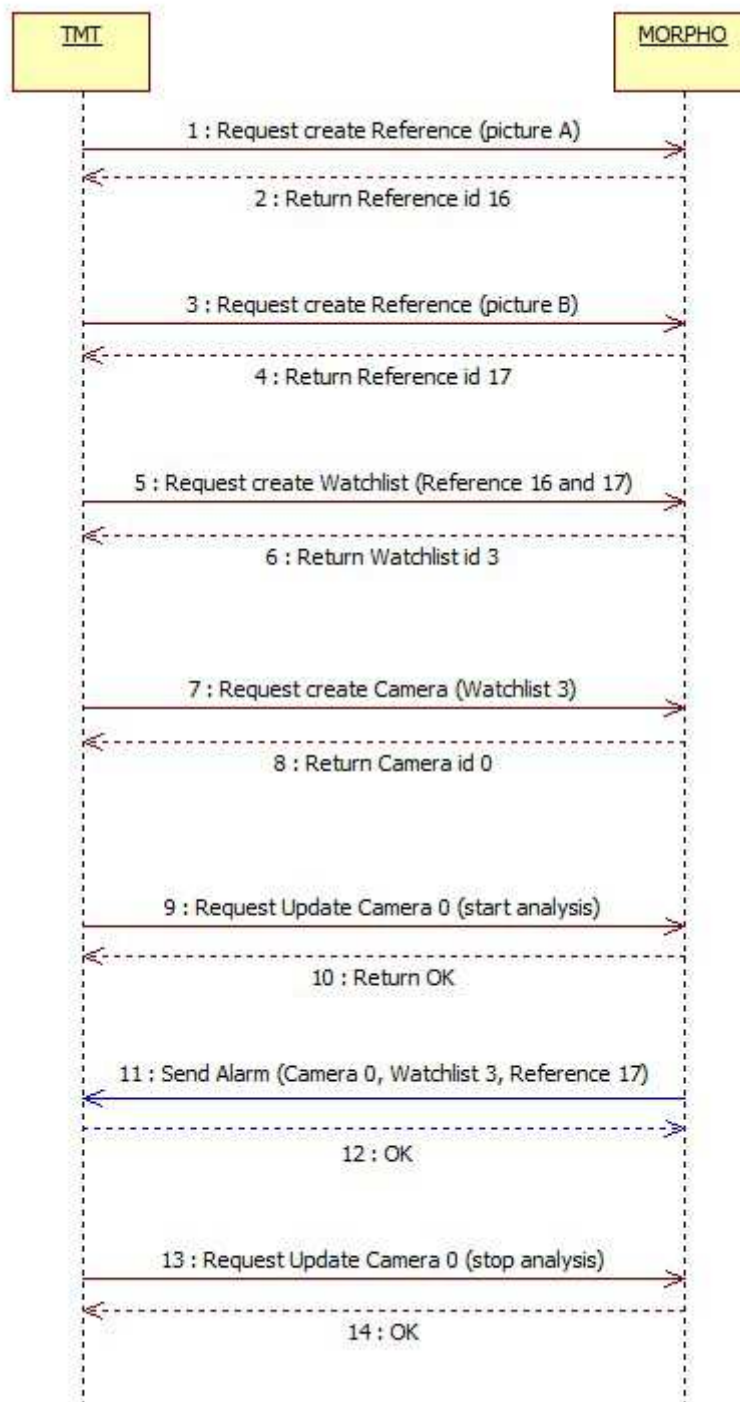 TMT
MORPHO
1 : Request create Reference (picture A)
2 : Return Reference id 16
3 : Request create Reference (picture B)
4 : Return Reference id 17
5 : Request create Watchlist (Reference 16 and 17)
6 : Return Watchlist id 3
7 : Request create Camera (Watchlist 3)
8 : Return Camera id 0
9 : Request Update Camera 0 (start analysis)
10 : Return OK
11 : Send Alarm (Camera 0, Watchlist 3, Reference 17)
12 : OK
13 : Request Update Camera 0 (stop analysis)
14 : OK